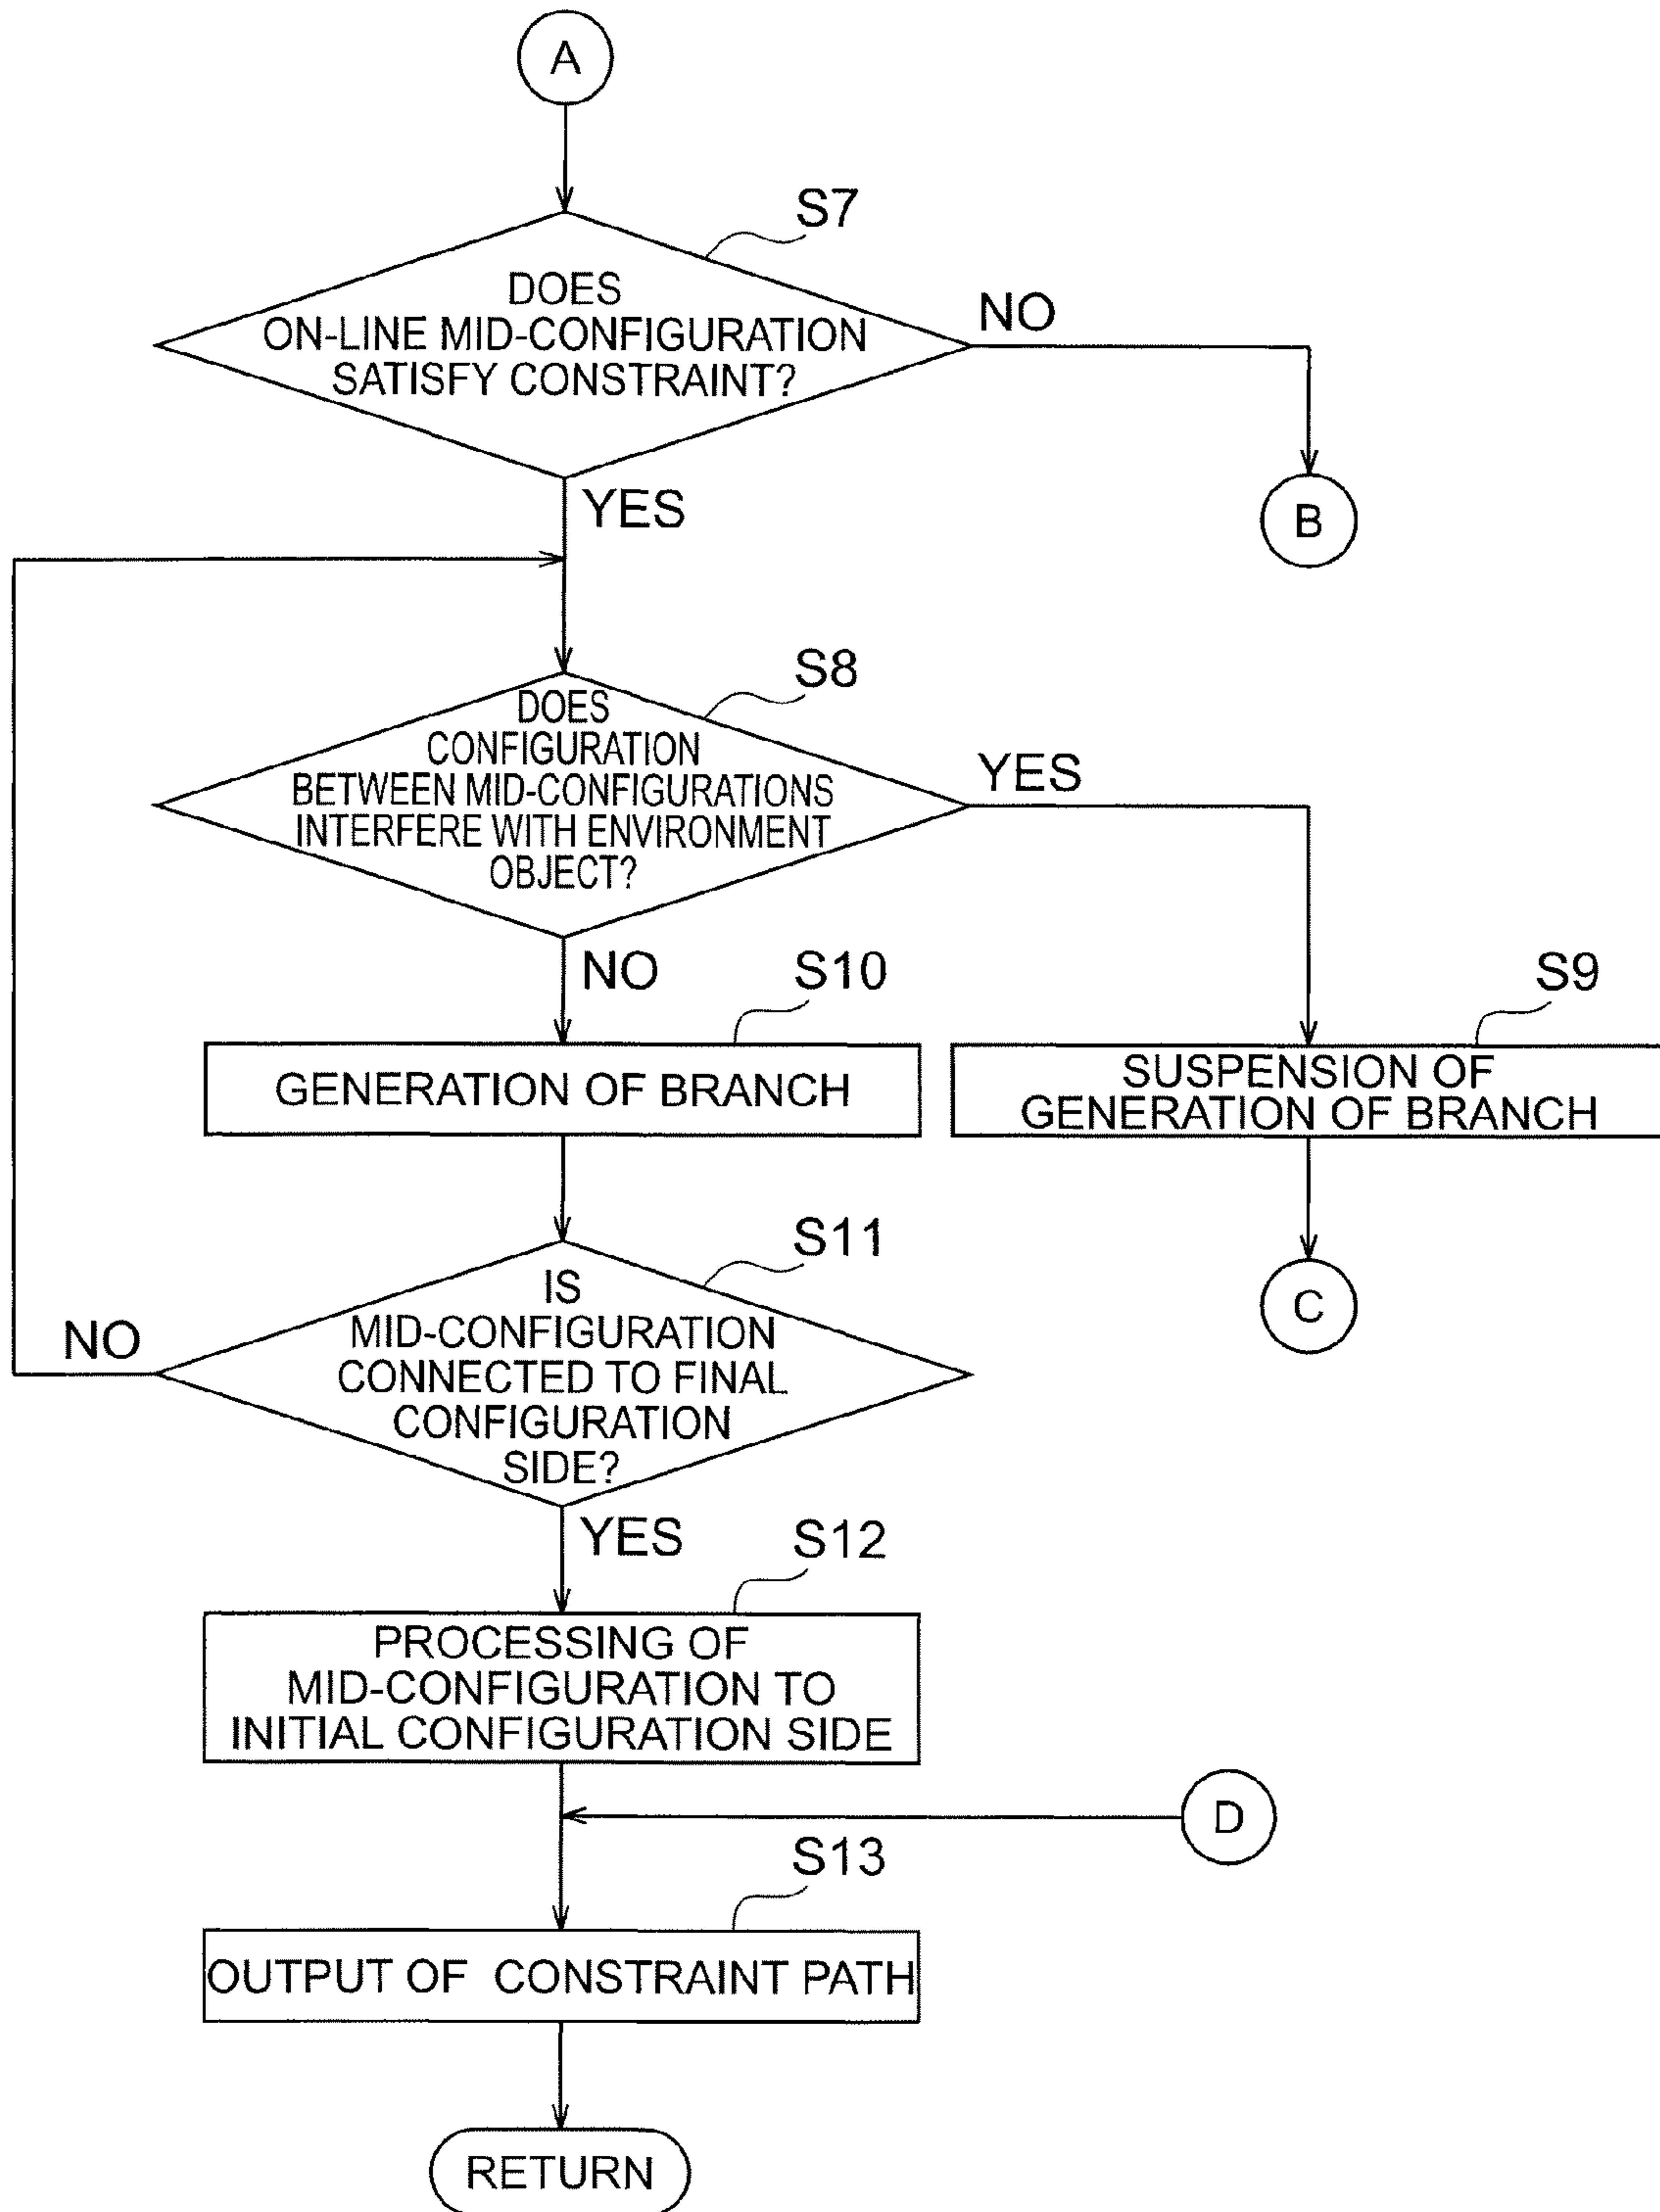 A
S7
DOES
ON-LINE MID-CONFIGURATION
SATISFY CONSTRAINT?
NO
YES
B
S8
DOES
CONFIGURATION
BETWEEN MID-CONFIGURATIONS
INTERFERE WITH ENVIRONMENT
OBJECT?
YES
NO
S10
S9
GENERATION OF BRANCH
SUSPENSION OF
GENERATION OF BRANCH
S11
C
IS
MID-CONFIGURATION
CONNECTED TO FINAL
CONFIGURATION
SIDE?
NO
YES
S12
PROCESSING OF
MID-CONFIGURATION TO
INITIAL CONFIGURATION SIDE
D
S13
OUTPUT OF CONSTRAINT PATH
RETURN